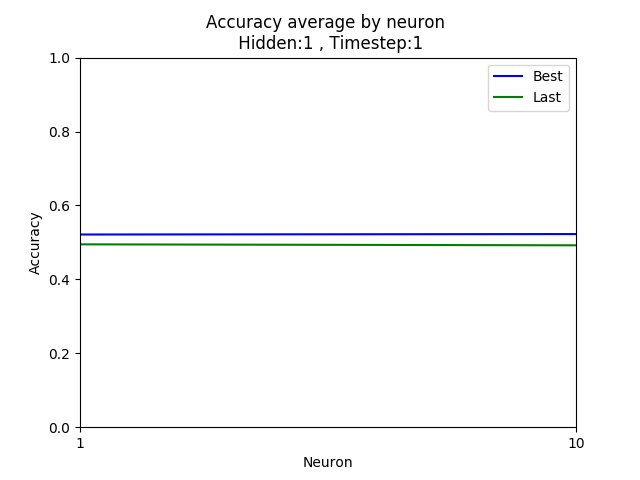 Accuracy average by neuron
Hidden:1 , Timestep:1
1.0
Best
Last
0.8
0.6
Accuracy
0.4
0.2
0.0
1
10
Neuron